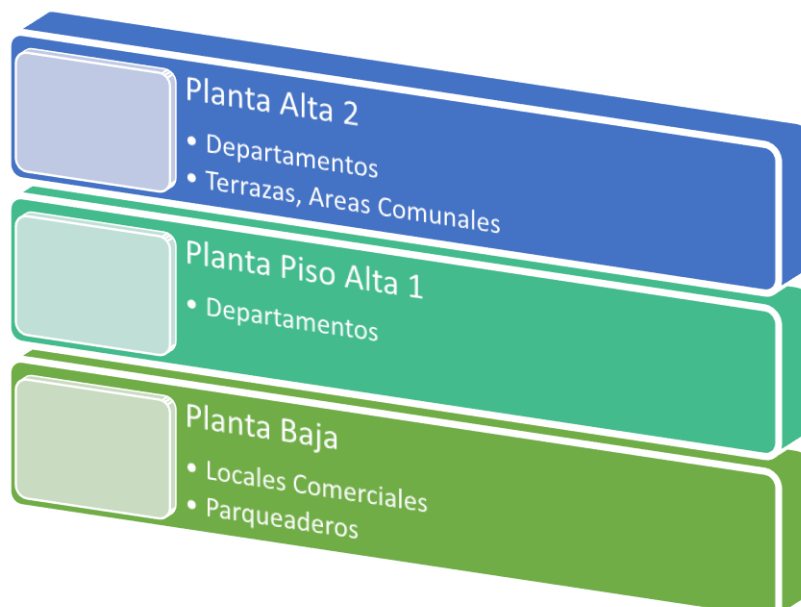 Planta Alta 2
• Departamentos
• Terrazas, Areas Comunales
Planta Piso Alta 1
• Departamentos
Planta Baja
• Locales Comerciales
• Parqueaderos